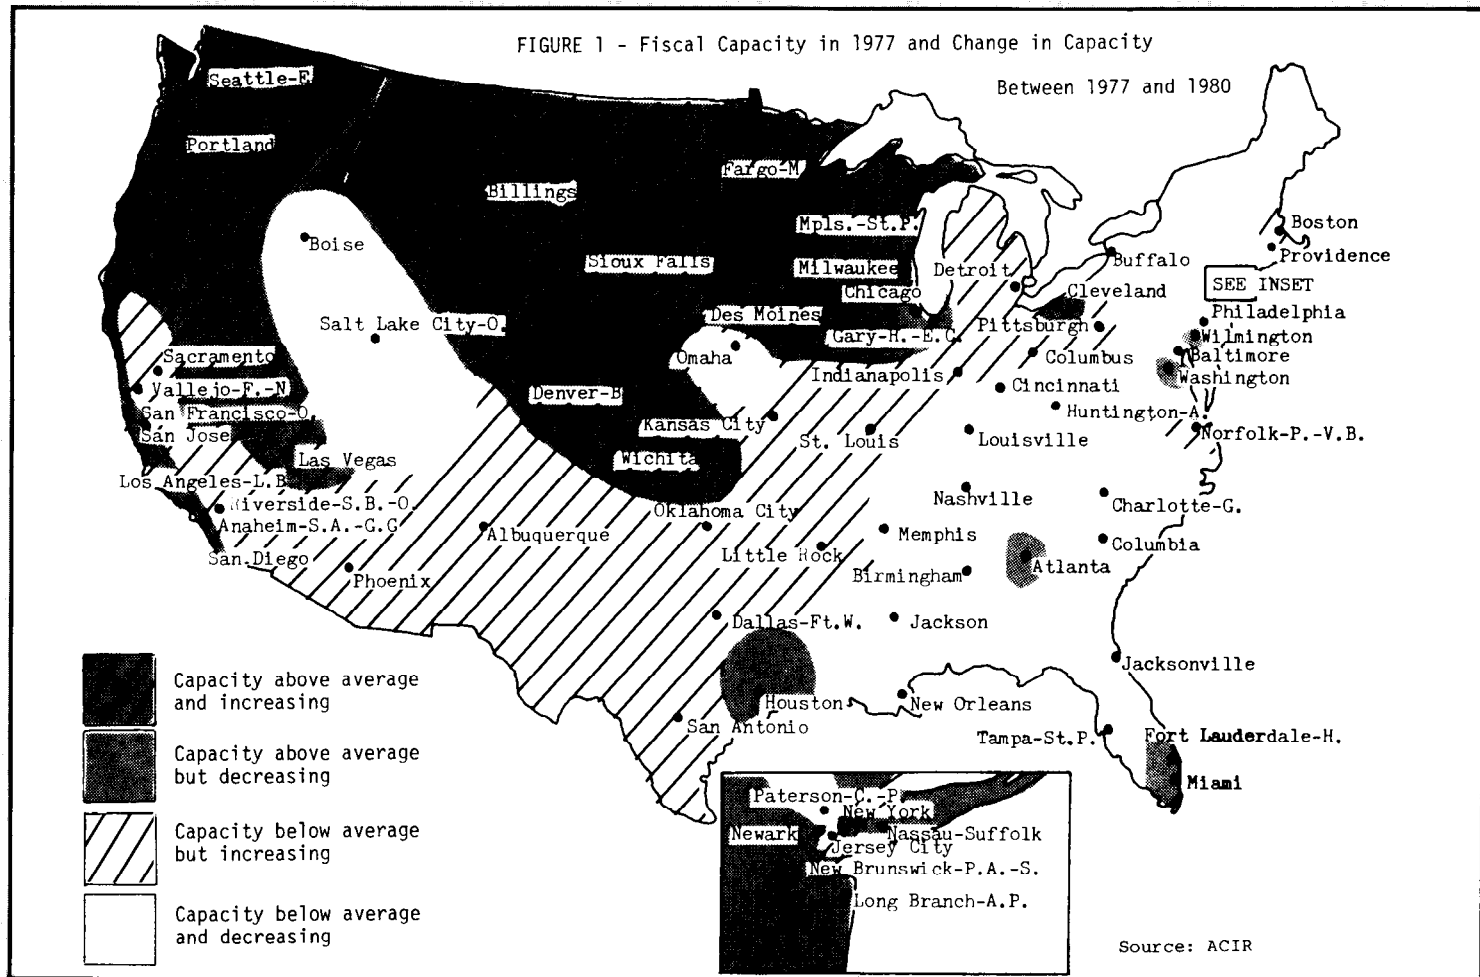 FIGURE 1 - Fiscal Capacity in 1977 and Change in Capacity
Between 1977 and 1980
Seattle-E
Portland
Billings
Fargo-M
Mpls.-St.P.
Boise
Sioux Falls
Milwaukee
Detroit
Chicago
Buffalo
Boston
Providence
Cleveland
SEE INSET
Salt Lake City-O.
Des Moines
Gary-H.-E.C.
Pittsburgh
Philadelphia
Wilmington
Sacramento
Omaha
Columbus
Baltimore
Vallejo-F.-N
Indianapolis
Cincinnati
Washington
San Francisco-O
Denver-B
Huntington-A.
San Jose
Kansas City
St. Louis
Louisville
Norfolk-P.-V.B.
Las Vegas
Wichita
Los Angeles-L.B
Riverside-S.B.-O.
Oklahoma City
Nashville
Charlotte-G.
Anaheim-S.A.-G.G
Albuquerque
Memphis
Columbia
San Diego
Little Rock
Phoenix
Birmingham
Atlanta
Dallas-Ft.W.
Jackson
Jacksonville
Houston
New Orleans
San Antonio
Tampa-St.P.
Fort Lauderdale-H.
Miami
Capacity above average
and increasing
Capacity above average
but decreasing
Capacity below average
but increasing
Capacity below average
and decreasing
Paterson-C.-P
New York
Newark
Nassau-Suffolk
Jersey City
New Brunswick-P.A.-S.
Long Branch-A.P.
Source: ACIR